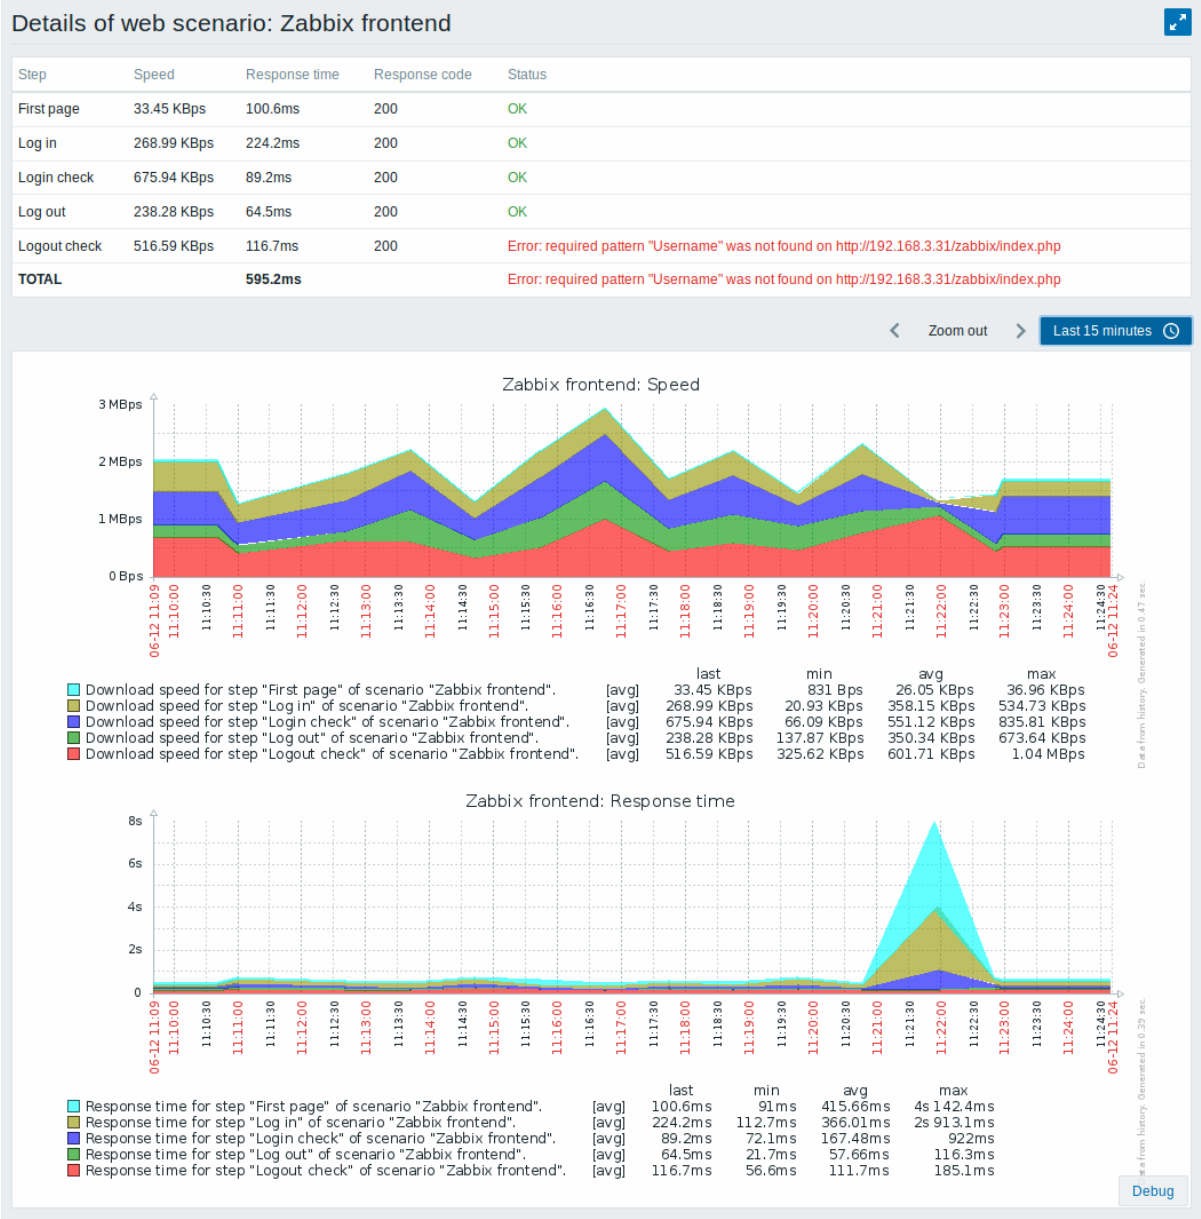 Details of web scenario: Zabbix frontend
Step Speed Response time Response code Status
First page 33.45 KBps 100.6ms 200 OK
Log in 268.99 KBps 224.2ms 200 OK
Login check 675.94 KBps 89.2ms 200 OK
Log out 238.28 KBps 64.5ms 200 OK
Logout check 516.59 KBps 116.7ms 200 Error: required pattern "Username" was not found on http://192.168.3.31/zabbix/index.php
TOTAL 595.2ms Error: required pattern "Username" was not found on http://192.168.3.31/zabbix/index.php
Zoom out Last 15 minutes
Zabbix frontend: Speed
3 MBps
2 MBps
1 MBps
0 Bps
06-12 11:09 11:10:00 11:10:30 11:11:00 11:11:30 11:12:00 11:12:30 11:13:00 11:13:30 11:14:00 11:14:30 11:15:00 11:15:30 11:16:00 11:16:30 11:17:00 11:17:30 11:18:00 11:18:30 11:19:00 11:19:30 11:20:00 11:20:30 11:21:00 11:21:30 11:22:00 11:22:30 11:23:00 11:23:30 11:24:00 11:24:30 06-12 11:24
Data from history. Generated in 0.47 sec.
last min avg max
Download speed for step "First page" of scenario "Zabbix frontend". [avg] 33.45 KBps 831 Bps 26.05 KBps 36.96 KBps
Download speed for step "Log in" of scenario "Zabbix frontend". [avg] 268.99 KBps 20.93 KBps 358.15 KBps 534.73 KBps
Download speed for step "Login check" of scenario "Zabbix frontend". [avg] 675.94 KBps 66.09 KBps 551.12 KBps 835.81 KBps
Download speed for step "Log out" of scenario "Zabbix frontend". [avg] 238.28 KBps 137.87 KBps 350.34 KBps 673.64 KBps
Download speed for step "Logout check" of scenario "Zabbix frontend". [avg] 516.59 KBps 325.62 KBps 601.71 KBps 1.04 MBps
Zabbix frontend: Response time
8s
6s
4s
2s
0
06-12 11:09 11:10:00 11:10:30 11:11:00 11:11:30 11:12:00 11:12:30 11:13:00 11:13:30 11:14:00 11:14:30 11:15:00 11:15:30 11:16:00 11:16:30 11:17:00 11:17:30 11:18:00 11:18:30 11:19:00 11:19:30 11:20:00 11:20:30 11:21:00 11:21:30 11:22:00 11:22:30 11:23:00 11:23:30 11:24:00 11:24:30 06-12 11:24
from history. Generated in 0.39 sec.
last min avg max
Response time for step "First page" of scenario "Zabbix frontend". [avg] 100.6ms 91ms 415.66ms 4s 142.4ms
Response time for step "Log in" of scenario "Zabbix frontend". [avg] 224.2ms 112.7ms 366.01ms 2s 913.1ms
Response time for step "Login check" of scenario "Zabbix frontend". [avg] 89.2ms 72.1ms 167.48ms 922ms
Response time for step "Log out" of scenario "Zabbix frontend". [avg] 64.5ms 21.7ms 57.66ms 116.3ms
Response time for step "Logout check" of scenario "Zabbix frontend". [avg] 116.7ms 56.6ms 111.7ms 185.1ms
Debug